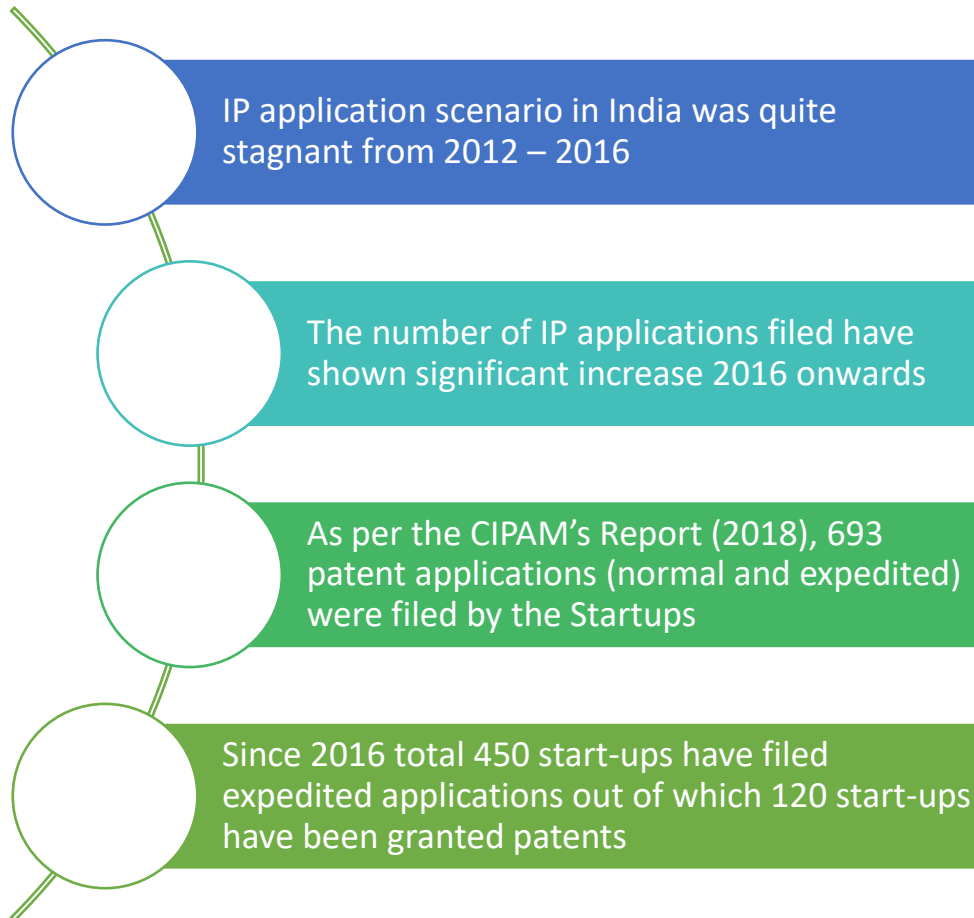 IP application scenario in India was quite
stagnant from 2012 – 2016
The number of IP applications filed have
shown significant increase 2016 onwards
As per the CIPAM’s Report (2018), 693
patent applications (normal and expedited)
were filed by the Startups
Since 2016 total 450 start-ups have filed
expedited applications out of which 120 start-ups
have been granted patents